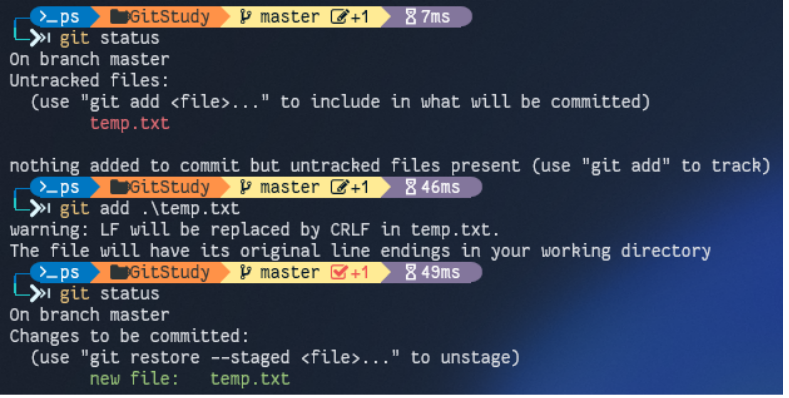 >_ps GitStudy master +1 7ms
git status
On branch master
Untracked files:
  (use "git add <file>..." to include in what will be committed)
        temp.txt
nothing added to commit but untracked files present (use "git add" to track)
>_ps GitStudy master +1 46ms
git add .\temp.txt
warning: LF will be replaced by CRLF in temp.txt.
The file will have its original line endings in your working directory
>_ps GitStudy master +1 49ms
git status
On branch master
Changes to be committed:
  (use "git restore --staged <file>..." to unstage)
        new file:   temp.txt